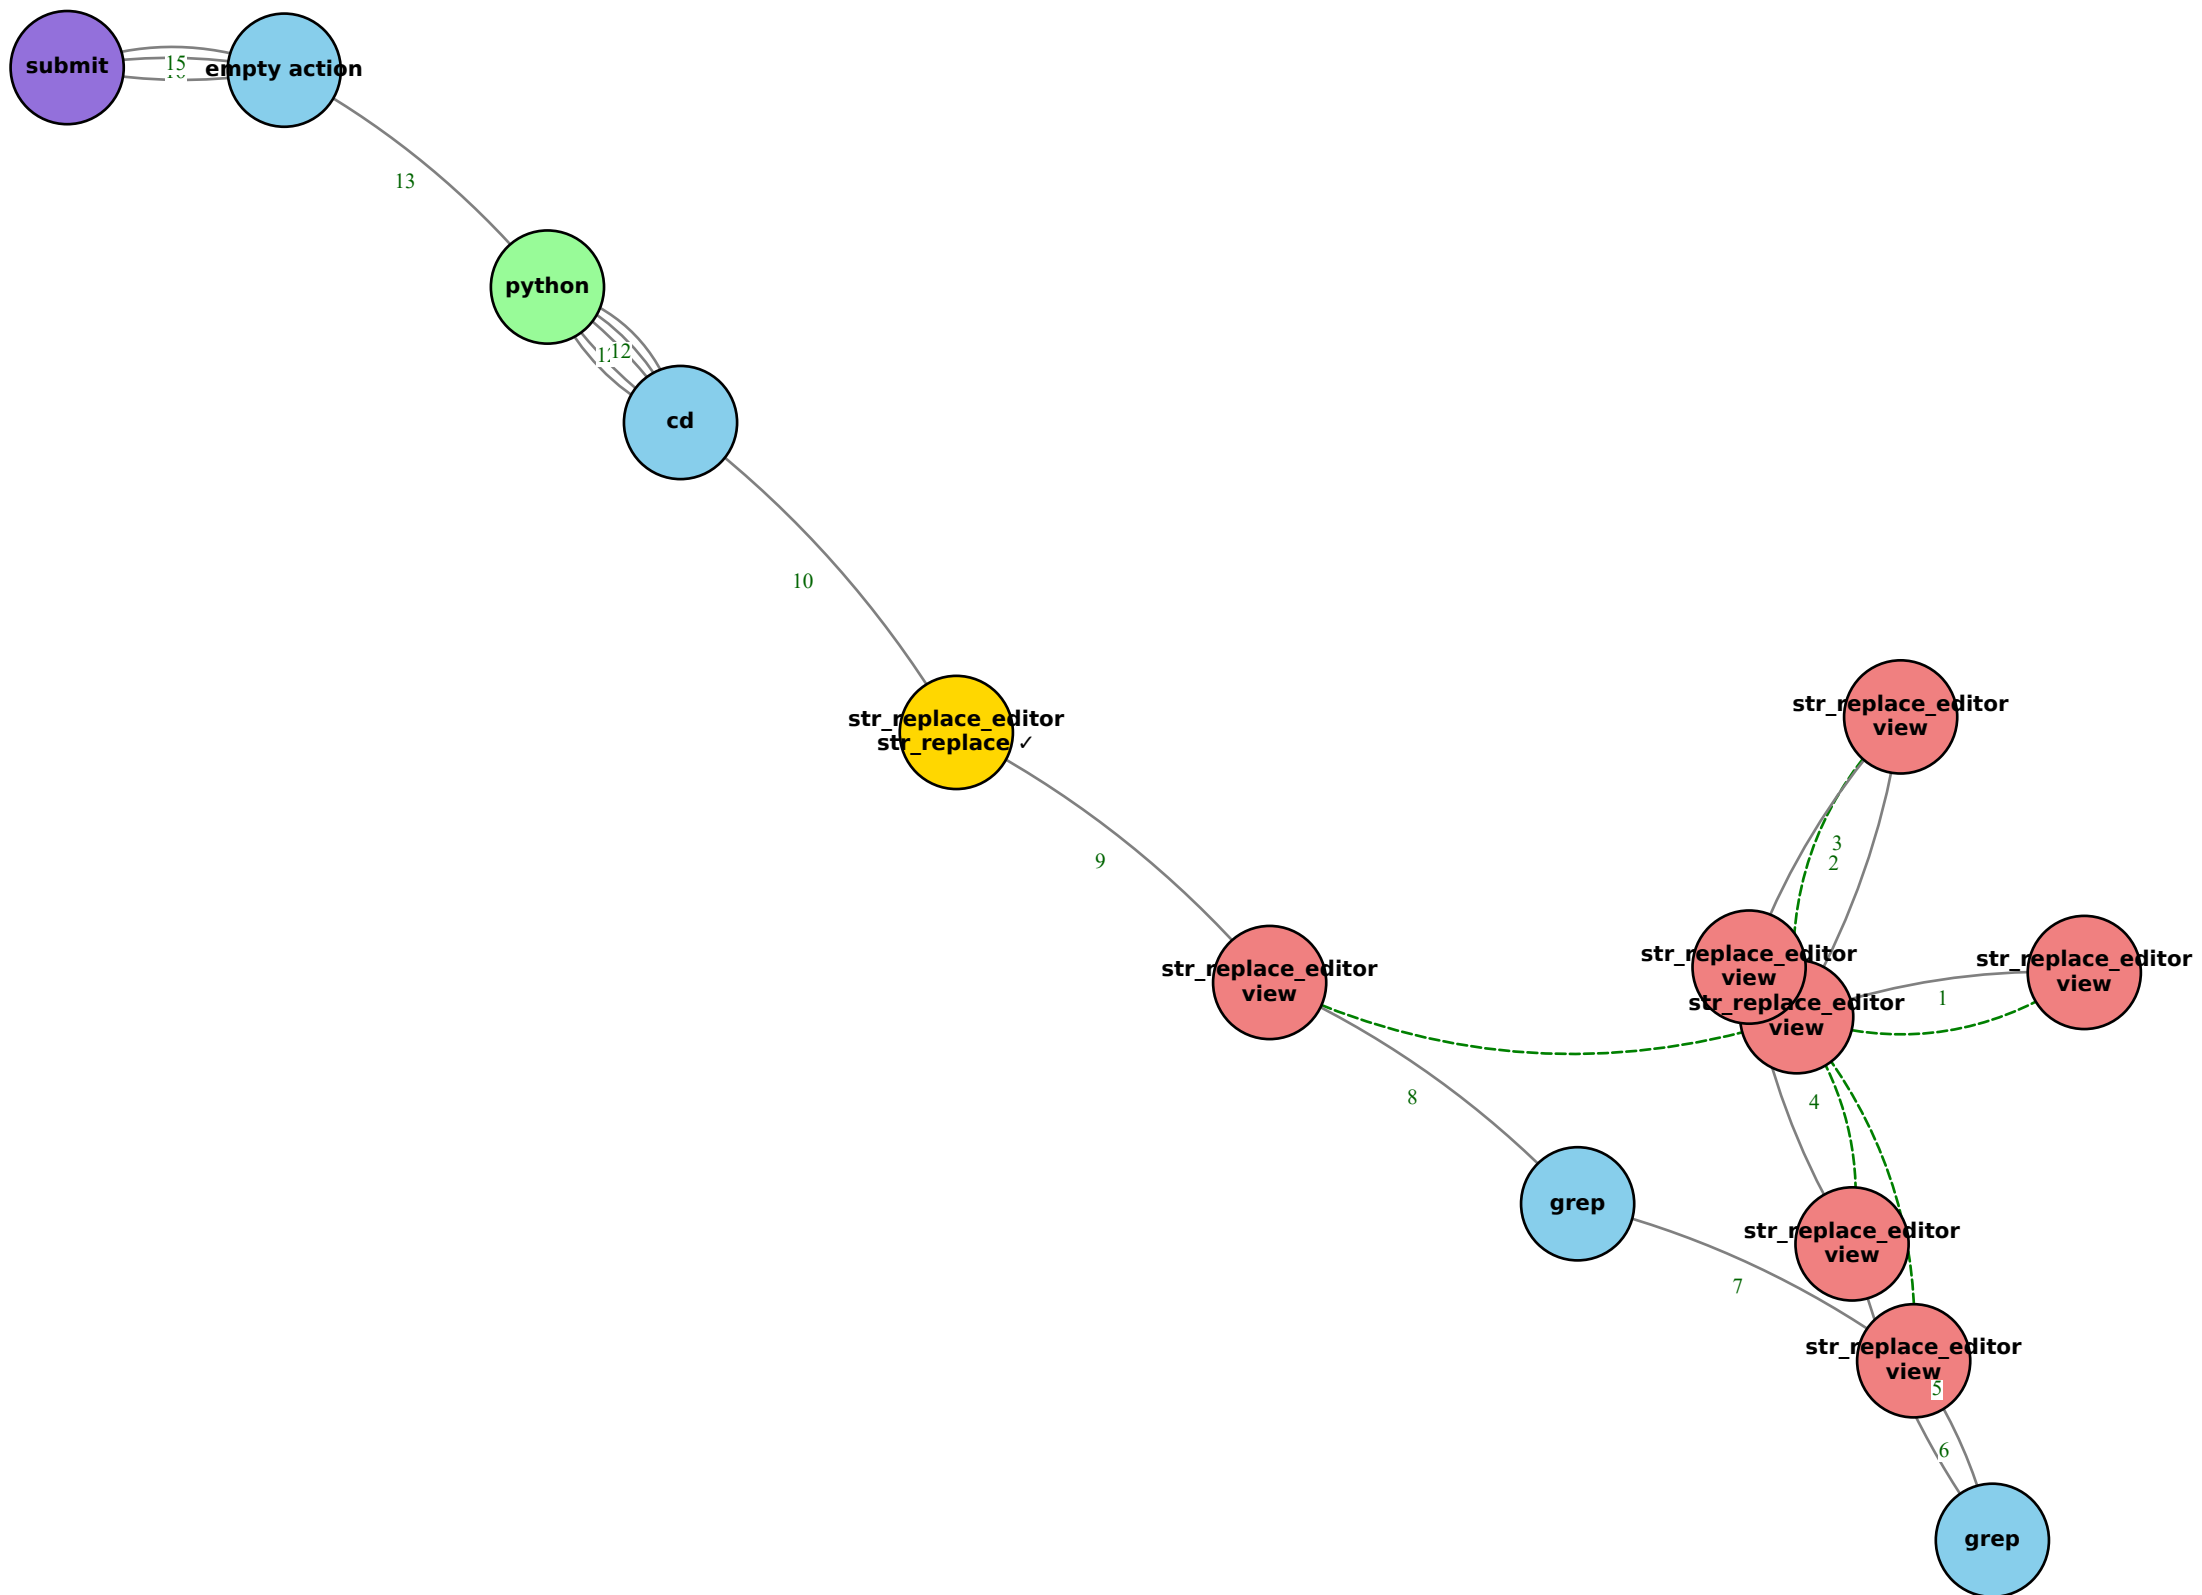 submit
15
empty action
13
python
12
cd
10
str_replace_editor
str_replace ✓
9
str_replace_editor
view
3
2
str_replace_editor
view
str_replace_editor
view
1
str_replace_editor
view
str_replace_editor
view
8
4
grep
7
str_replace_editor
view
str_replace_editor
view
5
6
grep